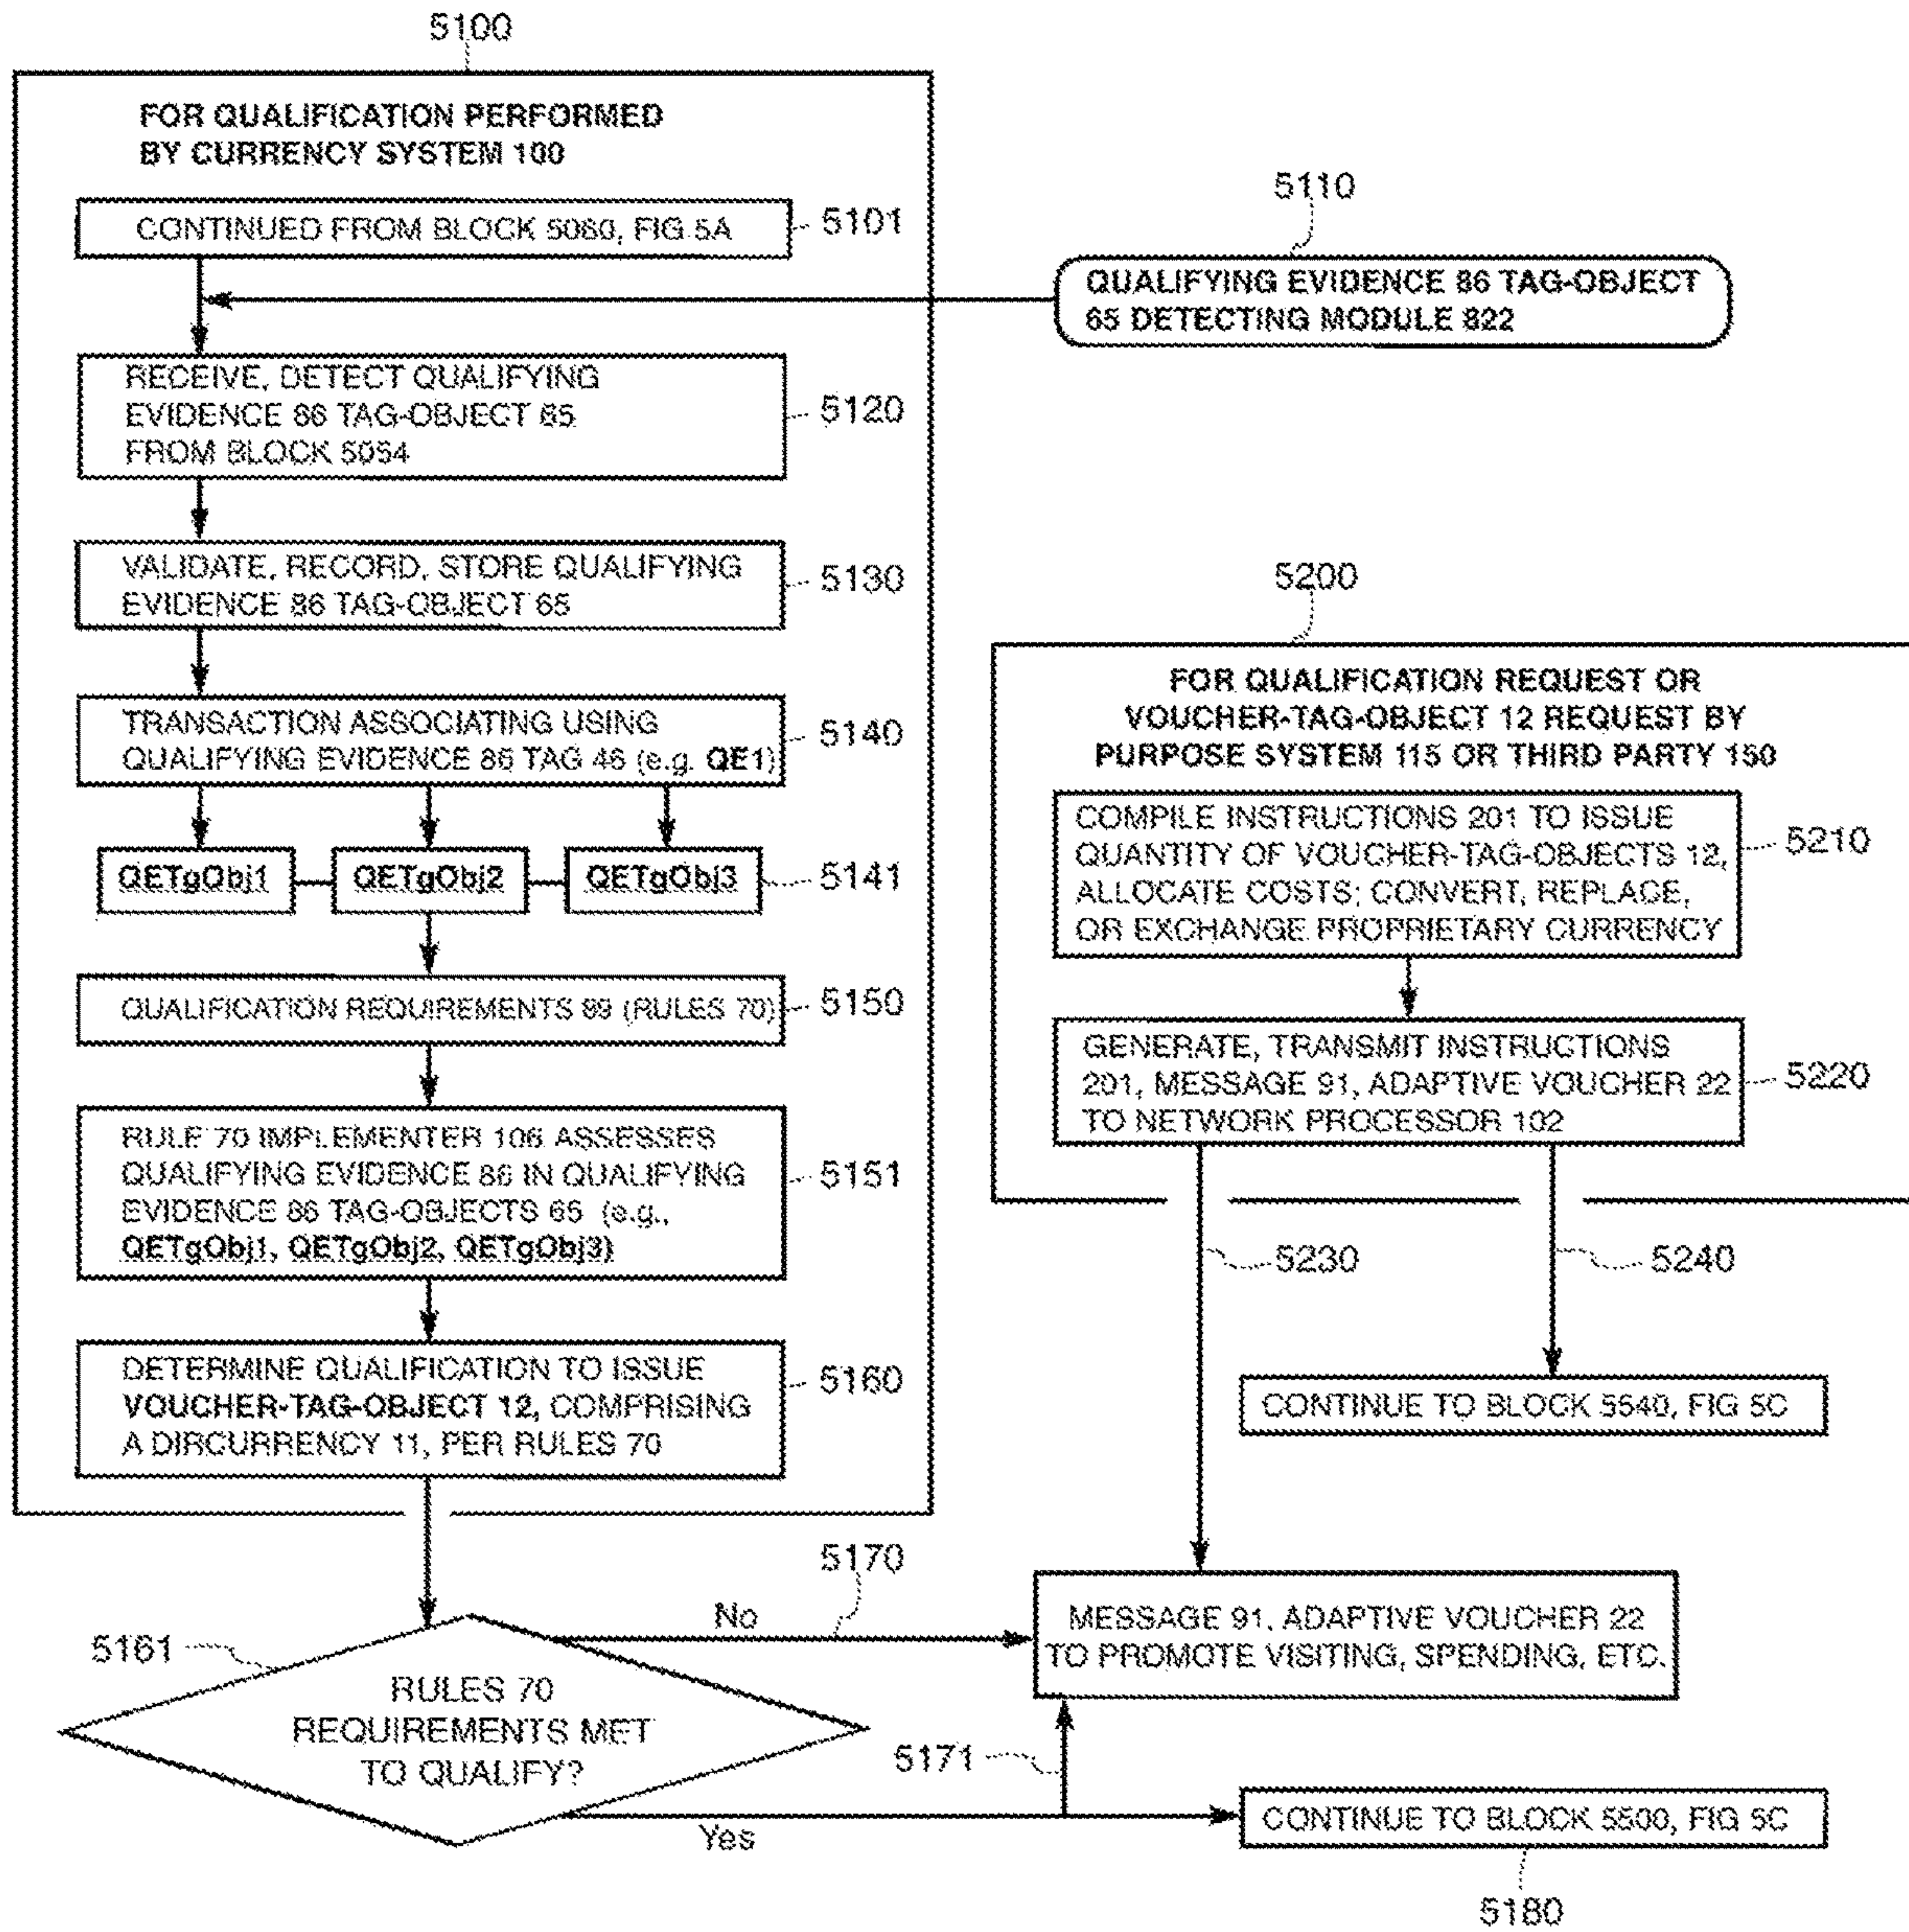 5100
FOR QUALIFICATION PERFORMED
BY CURRENCY SYSTEM 100
CONTINUED FROM BLOCK 5060, FIG 5A
5101
5110
QUALIFYING EVIDENCE 86 TAG-OBJECT
65 DETECTING MODULE 822
RECEIVE, DETECT QUALIFYING
EVIDENCE 86 TAG-OBJECT 65
FROM BLOCK 5054
5120
VALIDATE, RECORD, STORE QUALIFYING
EVIDENCE 86 TAG-OBJECT 65
5130
TRANSACTION ASSOCIATING USING
QUALIFYING EVIDENCE 86 TAG 46 (e.g. QE1)
5140
QETgObj1
QETgObj2
QETgObj3
5141
QUALIFICATION REQUIREMENTS 89 (RULES 70)
5150
RULE 70 IMPLEMENTER 106 ASSESSES
QUALIFYING EVIDENCE 86 IN QUALIFYING
EVIDENCE 86 TAG-OBJECTS 65 (e.g.,
QETgObj1, QETgObj2, QETgObj3)
5151
DETERMINE QUALIFICATION TO ISSUE
VOUCHER-TAG-OBJECT 12, COMPRISING
A DIRCURRENCY 11, PER RULES 70
5160
5200
FOR QUALIFICATION REQUEST OR
VOUCHER-TAG-OBJECT 12 REQUEST BY
PURPOSE SYSTEM 115 OR THIRD PARTY 150
COMPILE INSTRUCTIONS 201 TO ISSUE
QUANTITY OF VOUCHER-TAG-OBJECTS 12,
ALLOCATE COSTS; CONVERT, REPLACE,
OR EXCHANGE PROPRIETARY CURRENCY
5210
GENERATE, TRANSMIT INSTRUCTIONS
201, MESSAGE 91, ADAPTIVE VOUCHER 22
TO NETWORK PROCESSOR 102
5220
5230
5240
CONTINUE TO BLOCK 5540, FIG 5C
5161
RULES 70
REQUIREMENTS MET
TO QUALIFY?
No
5170
MESSAGE 91, ADAPTIVE VOUCHER 22
TO PROMOTE VISITING, SPENDING, ETC.
5171
Yes
CONTINUE TO BLOCK 5500, FIG 5C
5180